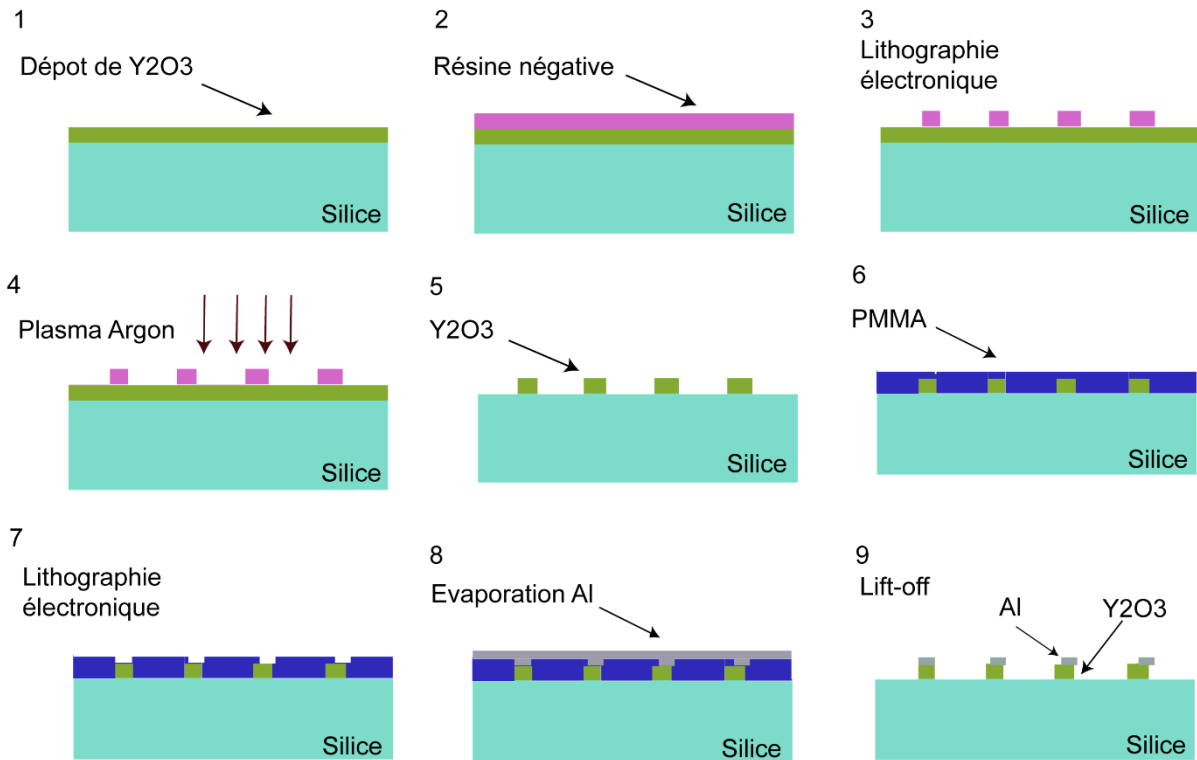 1
Dépot de Y2O3
Silice
2
Résine négative
Silice
3
Lithographie
électronique
Silice
4
Plasma Argon
Silice
5
Y2O3
Silice
6
PMMA
Silice
7
Lithographie
électronique
Silice
8
Evaporation Al
Silice
9
Lift-off
Al
Y2O3
Silice